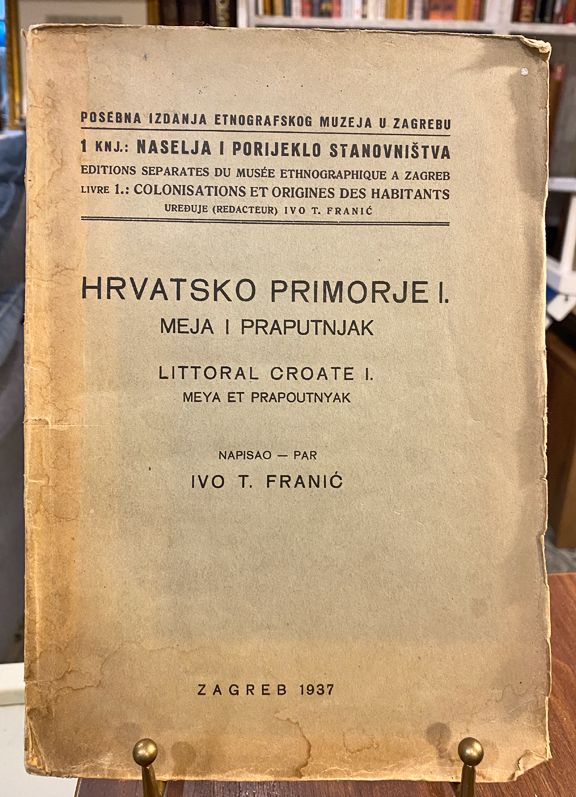 POSEBNA IZDANJA ETNOGRAFSKOG MUZEJA U ZAGREBU
1 KNJ.: NASELJA I PORIJEKLO STANOVNIŠTVA
EDITIONS SEPARATES DU MUSÉE ETHNOGRAPHIQUE A ZAGREB
LIVRE 1.: COLONISATIONS ET ORIGINES DES HABITANTS
UREĐUJE (REDACTEUR) IVO T. FRANIĆ
HRVATSKO PRIMORJE I.
MEJA I PRAPUTNJAK
LITTORAL CROATE I.
MEYA ET PRAPOUTNYAK
NAPISAO — PAR
IVO T. FRANIĆ
ZAGREB 1937